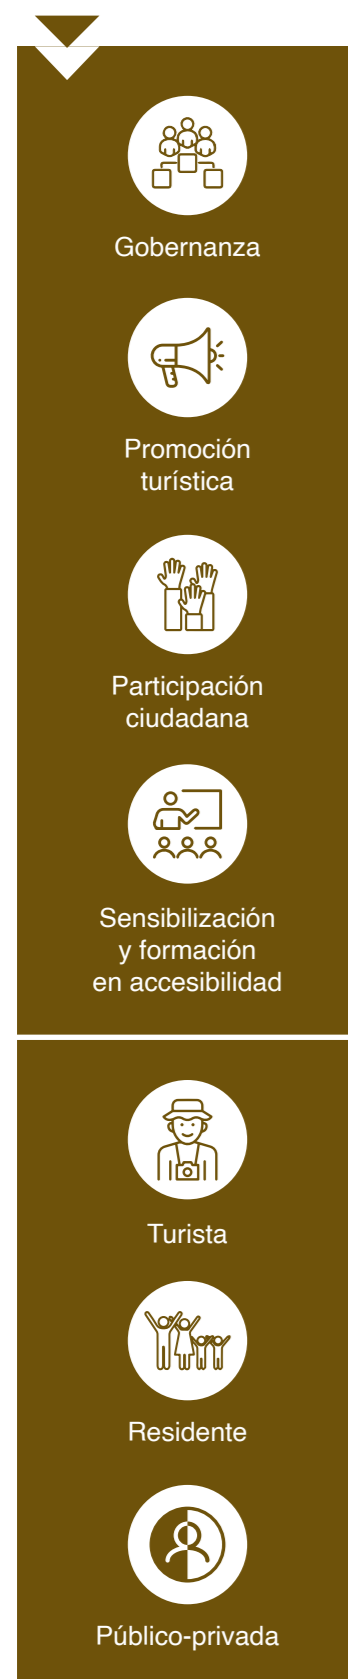 Gobernanza
Promoción
turística
Participación
ciudadana
Sensibilización
y formación
en accesibilidad
Turista
Residente
Público-privada